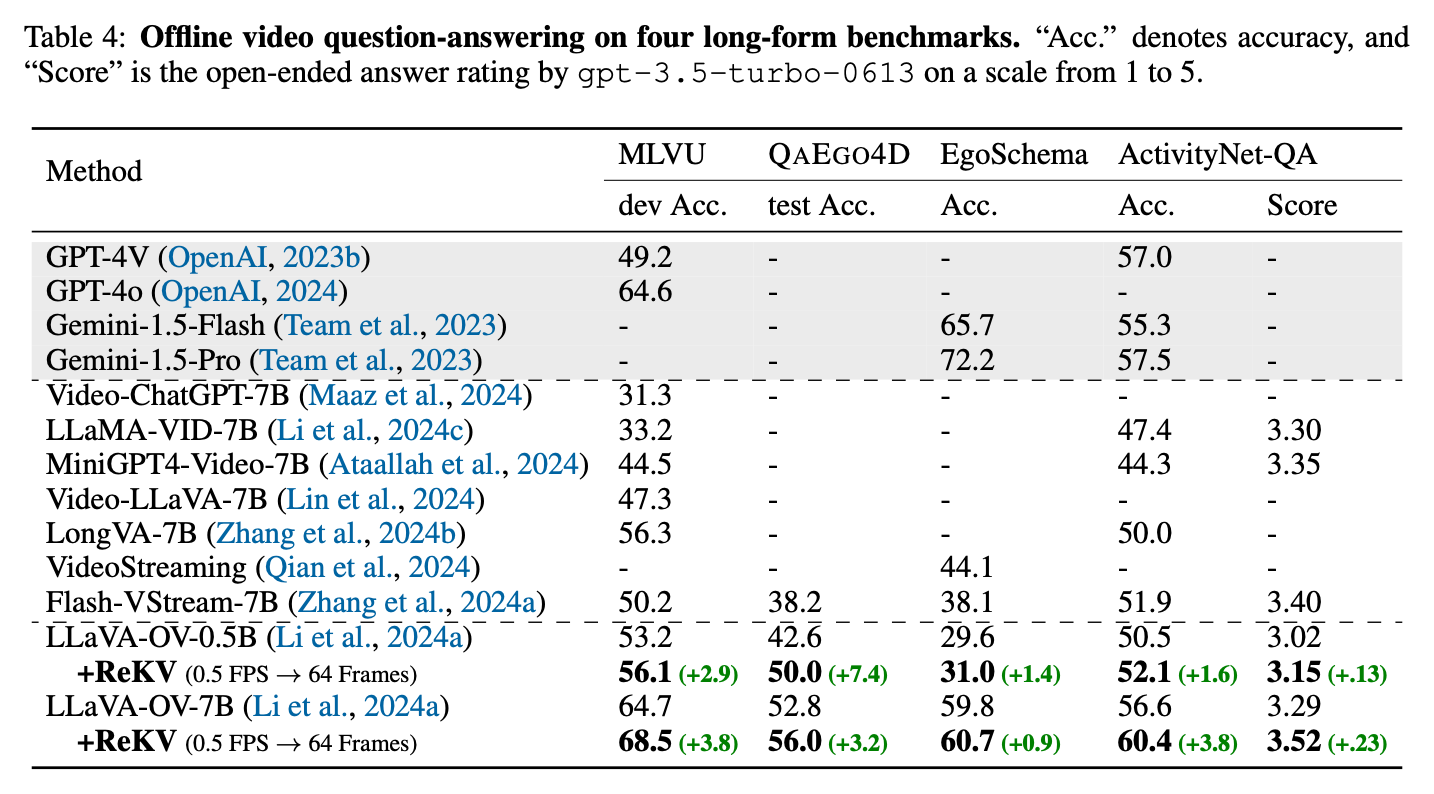 Table 4: Offline video question-answering on four long-form benchmarks. “Acc.” denotes accuracy, and
“Score” is the open-ended answer rating by gpt-3.5-turbo-0613 on a scale from 1 to 5.
Method MLVU QAEGO4D EgoSchema ActivityNet-QA
dev Acc. test Acc. Acc. Acc. Score
GPT-4V (OpenAI, 2023b) 49.2 - - 57.0 -
GPT-4o (OpenAI, 2024) 64.6 - - - -
Gemini-1.5-Flash (Team et al., 2023) - - 65.7 55.3 -
Gemini-1.5-Pro (Team et al., 2023) - - 72.2 57.5 -
Video-ChatGPT-7B (Maaz et al., 2024) 31.3 - - - -
LLaMA-VID-7B (Li et al., 2024c) 33.2 - - 47.4 3.30
MiniGPT4-Video-7B (Ataallah et al., 2024) 44.5 - - 44.3 3.35
Video-LLaVA-7B (Lin et al., 2024) 47.3 - - - -
LongVA-7B (Zhang et al., 2024b) 56.3 - - 50.0 -
VideoStreaming (Qian et al., 2024) - - 44.1 - -
Flash-VStream-7B (Zhang et al., 2024a) 50.2 38.2 38.1 51.9 3.40
LLaVA-OV-0.5B (Li et al., 2024a) 53.2 42.6 29.6 50.5 3.02
+ReKV (0.5 FPS → 64 Frames) 56.1 (+2.9) 50.0 (+7.4) 31.0 (+1.4) 52.1 (+1.6) 3.15 (+.13)
LLaVA-OV-7B (Li et al., 2024a) 64.7 52.8 59.8 56.6 3.29
+ReKV (0.5 FPS → 64 Frames) 68.5 (+3.8) 56.0 (+3.2) 60.7 (+0.9) 60.4 (+3.8) 3.52 (+.23)